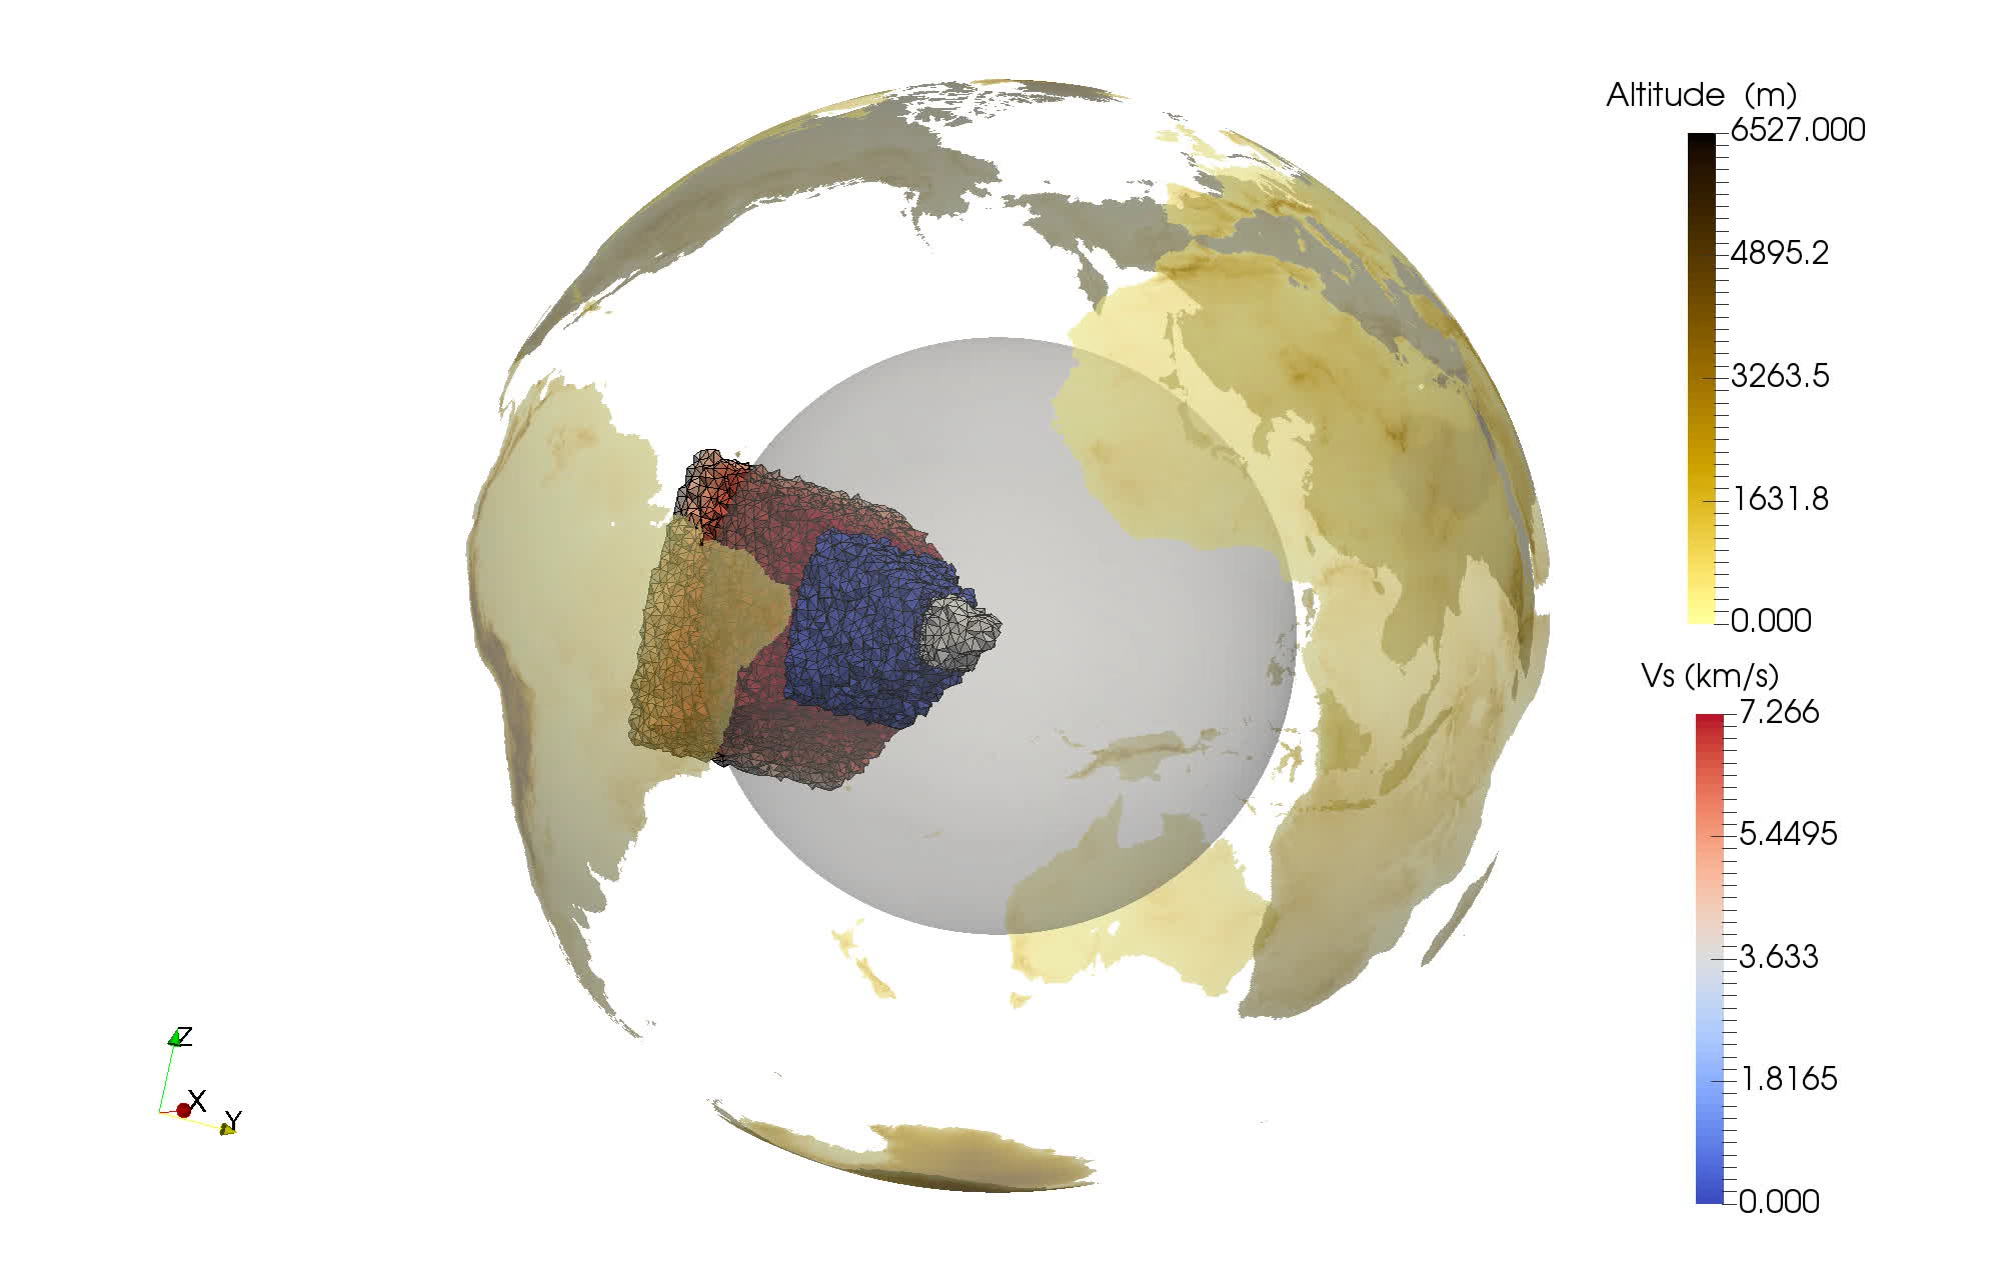 Altitude (m)
6527.000
4895.2
3263.5
1631.8
0.000
Vs (km/s)
7.266
5.4495
3.633
1.8165
0.000
Z
X
Y